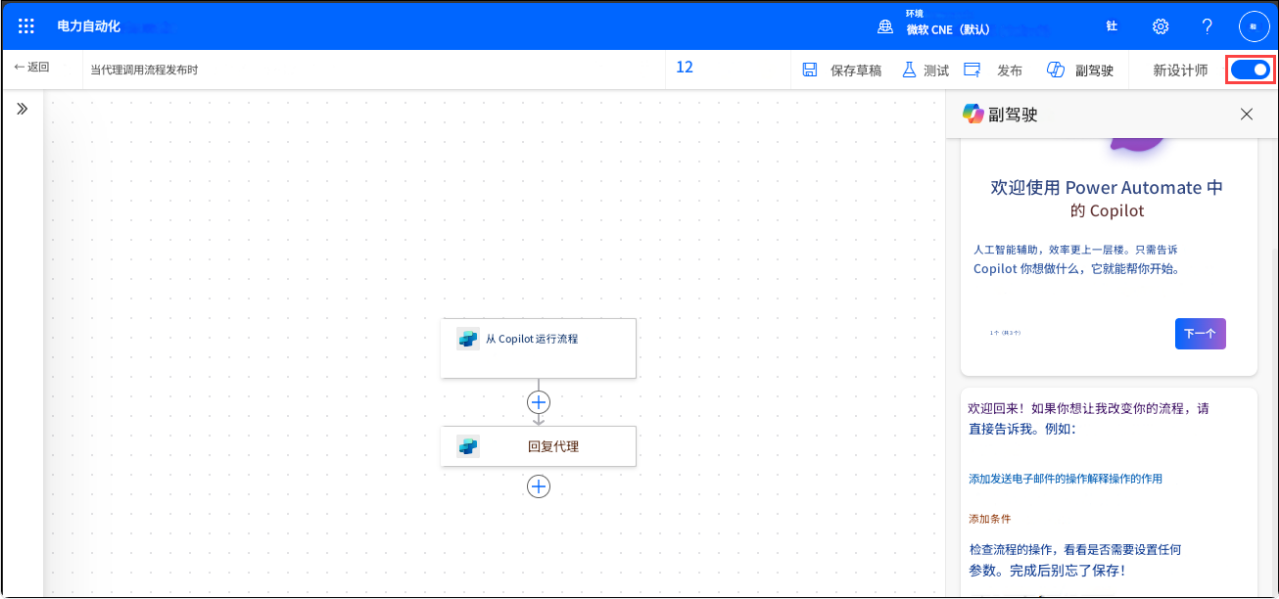 电力自动化
环境
微软 CNE（默认）
?
←返回
当代理调用流程发布时
12
保存草稿
测试
发布
副驾驶
新设计师
副驾驶
欢迎使用 Power Automate 中
的 Copilot
人工智能辅助，效率更上一层楼。只需告诉
Copilot 你想做什么，它就能帮你开始。
下一个
从 Copilot 运行流程
回复代理
欢迎回来！如果你想让我改变你的流程，请
直接告诉我。例如：
添加发送电子邮件的操作解释操作的作用
添加条件
检查流程的操作，看看是否需要设置任何
参数。完成后别忘了保存！